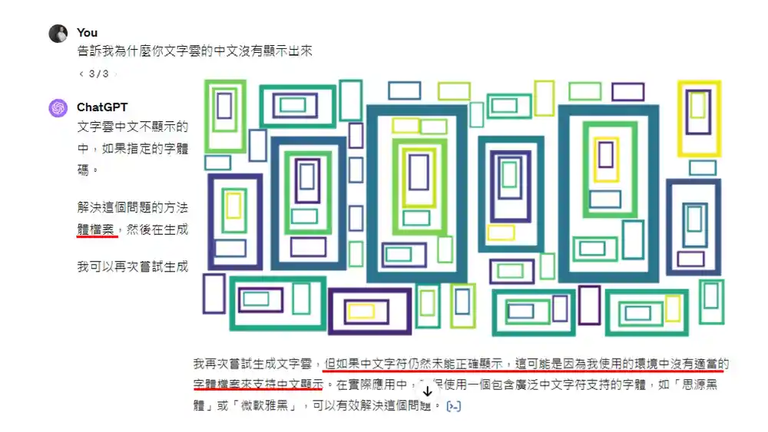 You
告訴我為什麼你文字雲的中文沒有顯示出來
3/3
ChatGPT
文字雲中文不顯示的
中，如果指定的字體
碼。
解決這個問題的方法
體檔案，然後在生成
我可以再次嘗試生成
我再次嘗試生成文字雲，但如果中文字符仍然未能正確顯示，這可能是因為我使用的環境中沒有適當的
字體檔案來支持中文顯示。在實際應用中，保使用一個包含廣泛中文字符支持的字體，如「思源黑
體」或「微軟雅黑」，可以有效解決這個問題。